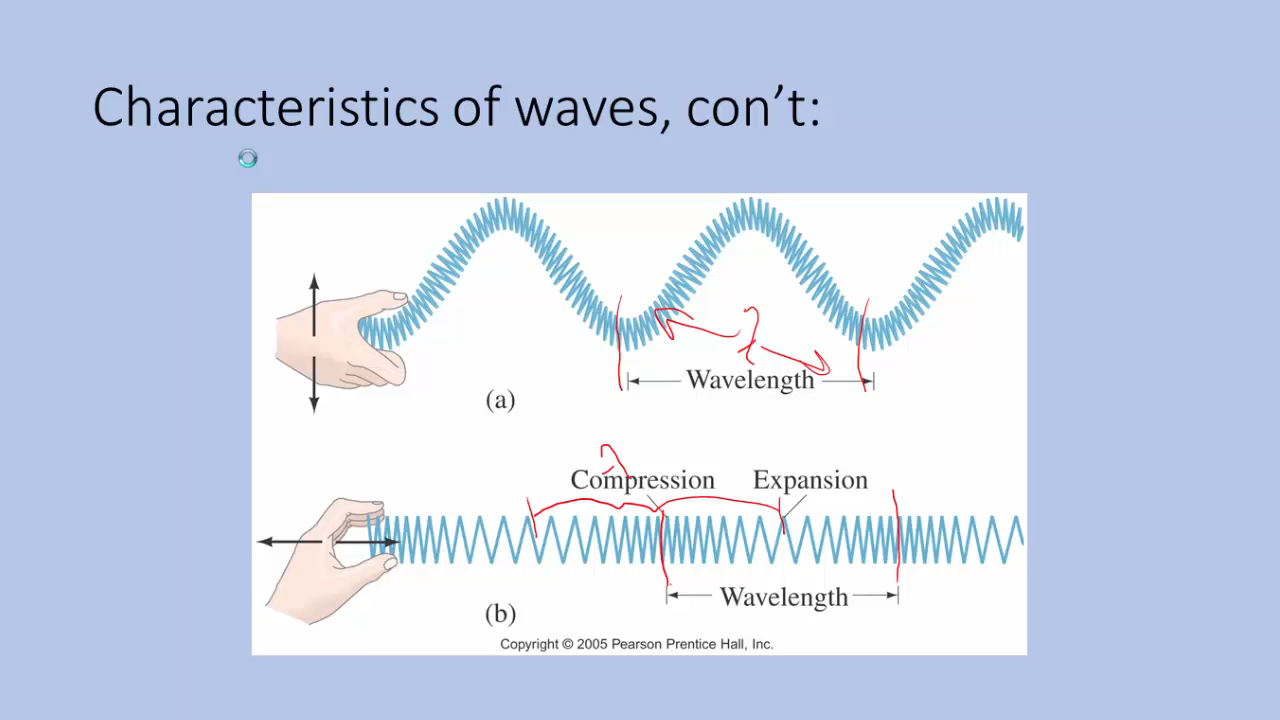 Characteristics of waves, con’t:
λ
Wavelength
(a)
λ
Compression Expansion
Wavelength
(b)
Copyright © 2005 Pearson Prentice Hall, Inc.